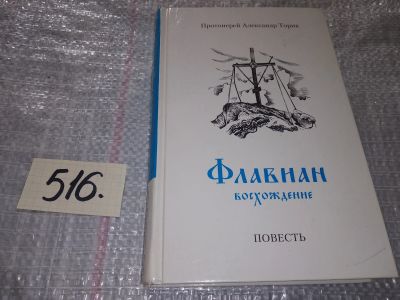 Протоиерей Александр Торик
Флавиан
восхождение
ПОВЕСТЬ
516.